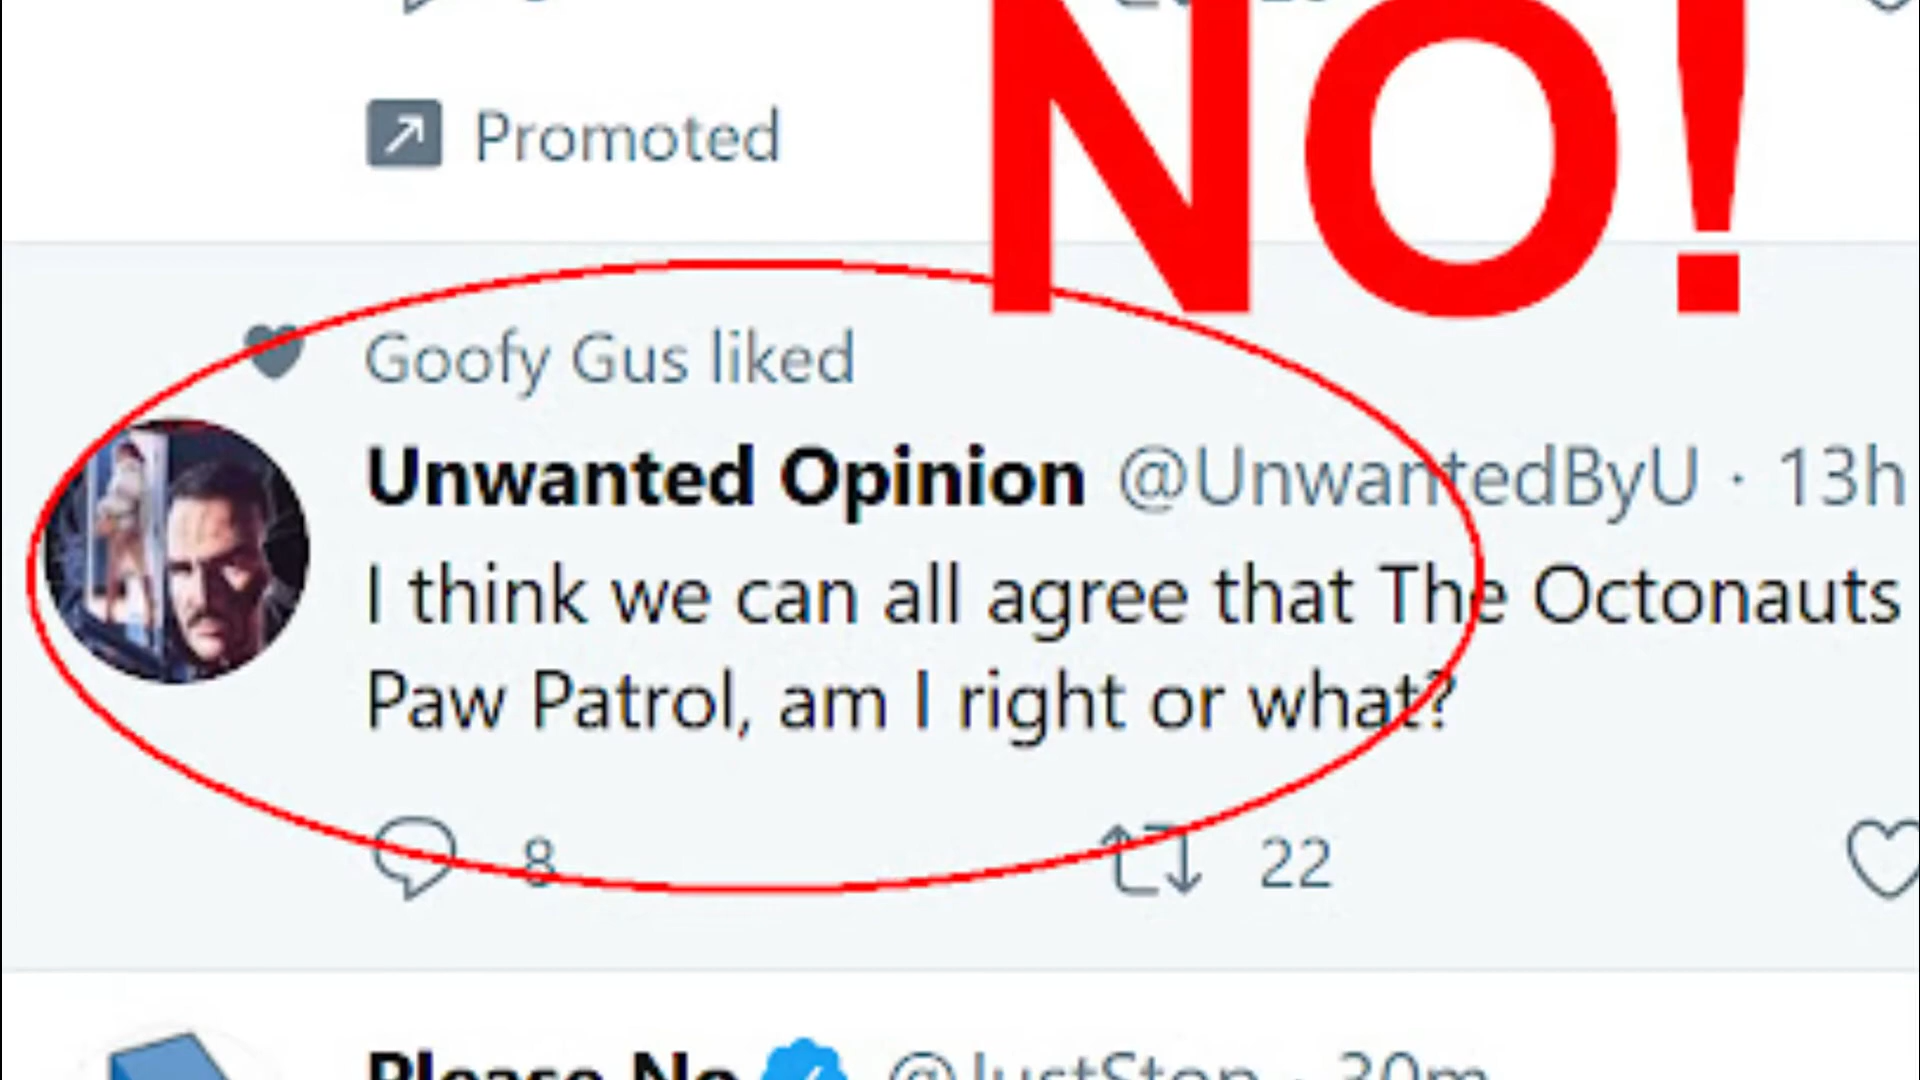 NO!
Promoted
Goofy Gus liked
Unwanted Opinion @UnwantedByU · 13h
I think we can all agree that The Octonauts
Paw Patrol, am I right or what?
8 22
Please No @JustStop · 30m